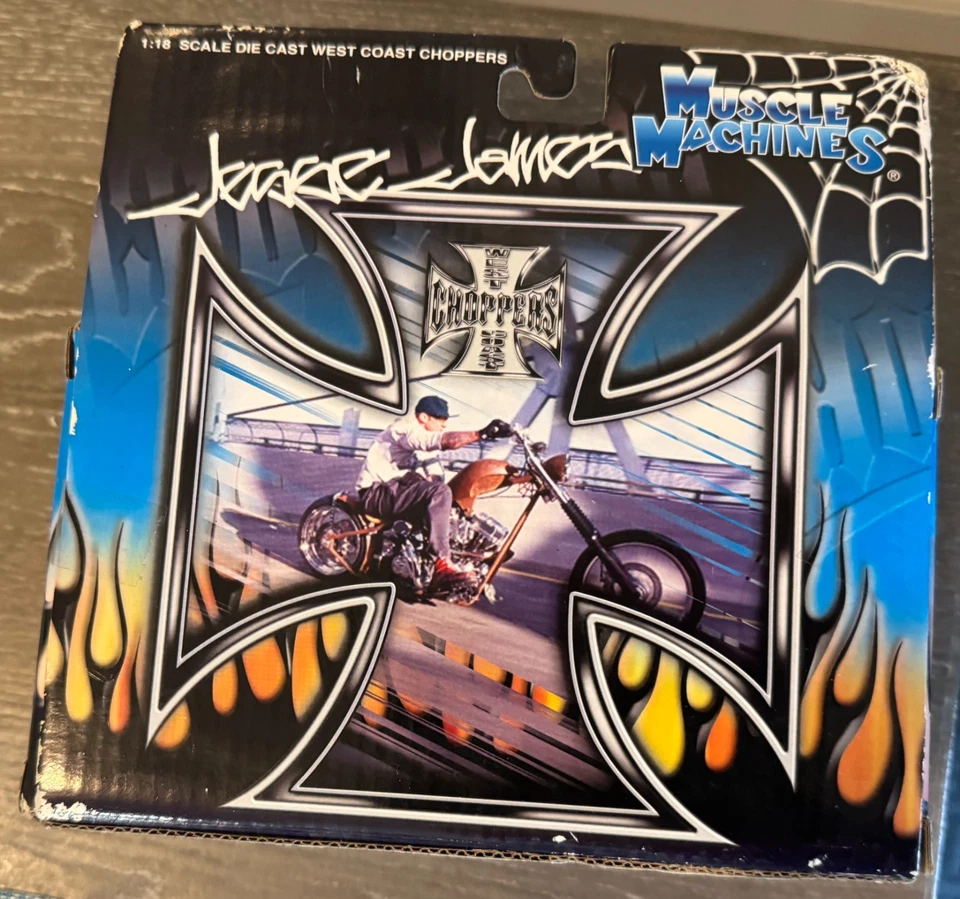 1:18 SCALE DIE CAST WEST COAST CHOPPERS
MUSCLE
MACHINES
®
Jesse James
WEST
CHOPPERS
COAST